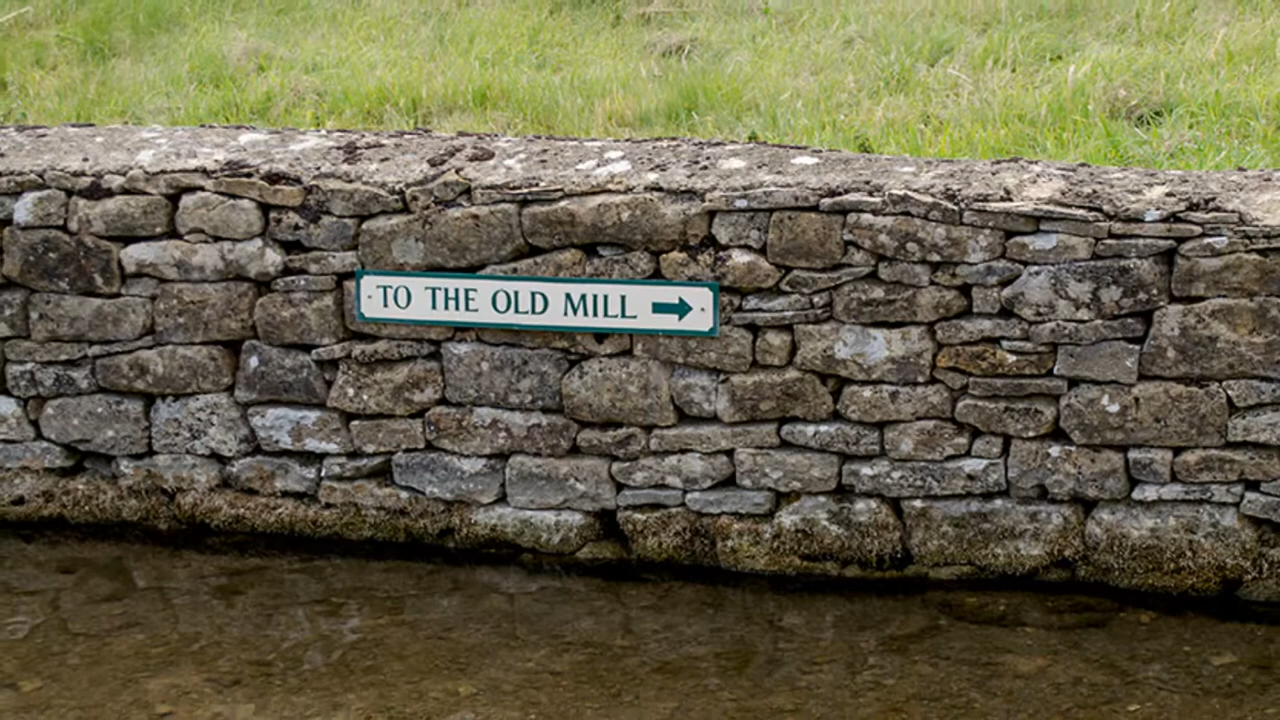 TO THE OLD MILL →